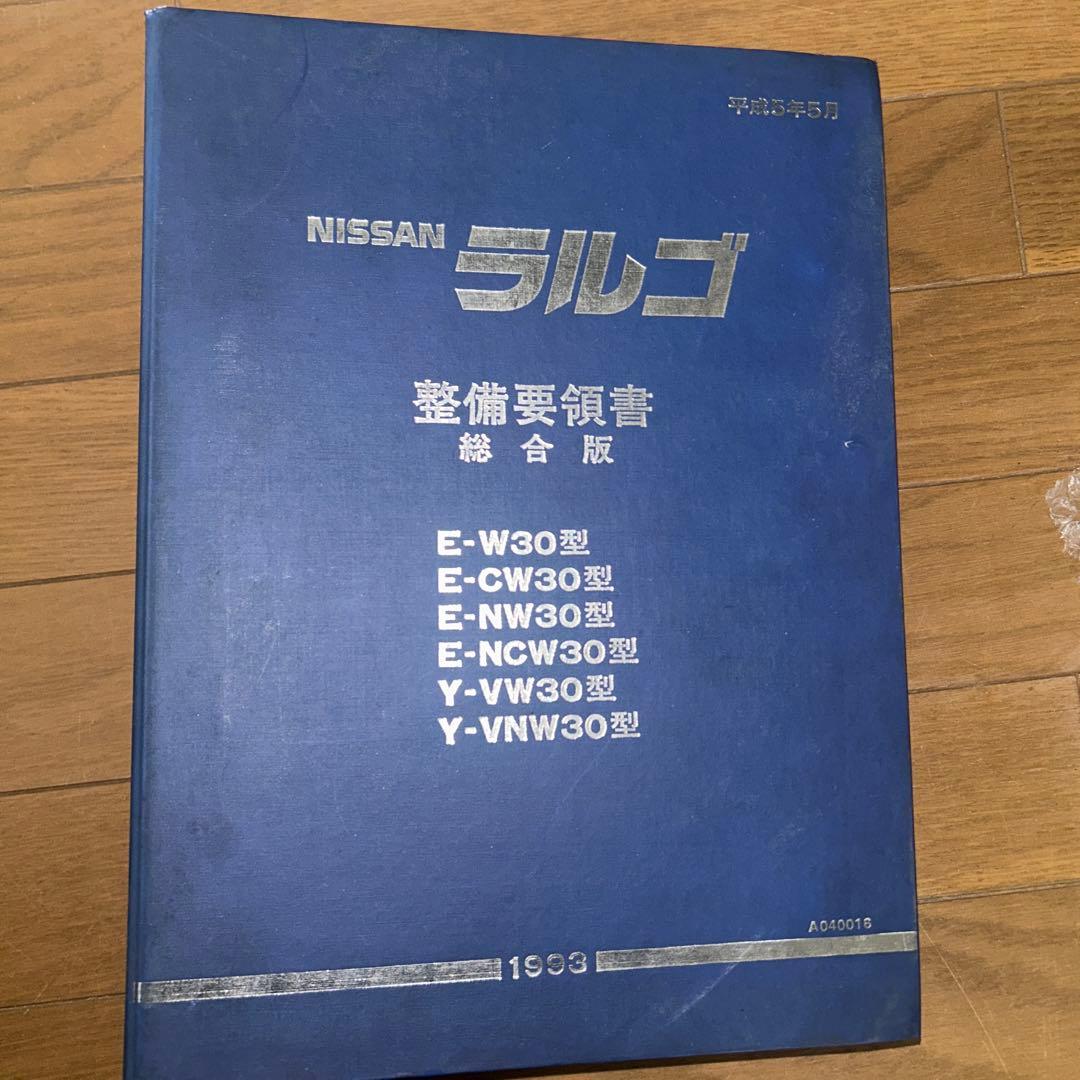 平成5年5月
NISSAN ラルゴ
整備要領書
総合版
E-W30型
E-CW30型
E-NW30型
E-NCW30型
Y-VW30型
Y-VNW30型
A040016
1993